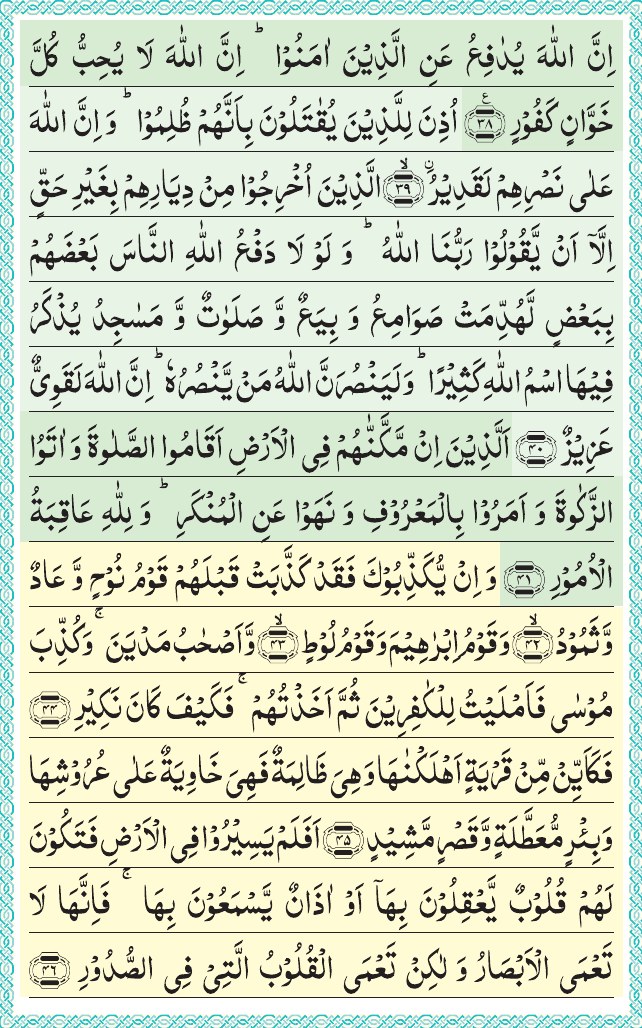 اِنَّ اللّٰهَ يُدٰفِعُ عَنِ الَّذِيْنَ اٰمَنُوْا ؕ اِنَّ اللّٰهَ لَا يُحِبُّ كُلَّ
خَوَّانٍ كَفُوْرٍ ﴿۳۸﴾ ع اُذِنَ لِلَّذِيْنَ يُقٰتَلُوْنَ بِاَنَّهُمْ ظُلِمُوْا ؕ وَ اِنَّ اللّٰهَ
عَلٰى نَصْرِهِمْ لَقَدِيْرُ ۨ ﴿ۙ۳۹﴾ الَّذِيْنَ اُخْرِجُوْا مِنْ دِيَارِهِمْ بِغَيْرِ حَقٍّ
اِلَّاۤ اَنْ يَّقُوْلُوْا رَبُّنَا اللّٰهُ ؕ وَ لَوْ لَا دَفْعُ اللّٰهِ النَّاسَ بَعْضَهُمْ
بِبَعْضٍ لَّهُدِّمَتْ صَوَامِعُ وَ بِيَعٌ وَّ صَلَوٰتٌ وَّ مَسٰجِدُ يُذْكَرُ
فِيْهَا اسْمُ اللّٰهِ كَثِيْرًا ؕ وَ لَيَنْصُرَنَّ اللّٰهُ مَنْ يَّنْصُرُهٗ ؕ اِنَّ اللّٰهَ لَقَوِيٌّ
عَزِيْزٌ ﴿۴۰﴾ اَلَّذِيْنَ اِنْ مَّكَّنّٰهُمْ فِى الْاَرْضِ اَقَامُوا الصَّلٰوةَ وَ اٰتَوُا
الزَّكٰوةَ وَ اَمَرُوْا بِالْمَعْرُوْفِ وَ نَهَوْا عَنِ الْمُنْكَرِ ؕ وَ لِلّٰهِ عَاقِبَةُ
الْاُمُوْرِ ﴿۴۱﴾ وَ اِنْ يُّكَذِّبُوْكَ فَقَدْ كَذَّبَتْ قَبْلَهُمْ قَوْمُ نُوْحٍ وَّ عَادٌ
وَّ ثَمُوْدُ ﴿ۙ۴۲﴾ وَ قَوْمُ اِبْرٰهِيْمَ وَ قَوْمُ لُوْطٍ ﴿ۙ۴۳﴾ وَّ اَصْحٰبُ مَدْيَنَ ۚ وَ كُذِّبَ
مُوْسٰى فَاَمْلَيْتُ لِلْكٰفِرِيْنَ ثُمَّ اَخَذْتُهُمْ ۚ فَكَيْفَ كَانَ نَكِيْرِ ﴿۴۴﴾
فَكَاَيِّنْ مِّنْ قَرْيَةٍ اَهْلَكْنٰهَا وَ هِىَ ظَالِمَةٌ فَهِىَ خَاوِيَةٌ عَلٰى عُرُوْشِهَا
وَ بِئْرٍ مُّعَطَّلَةٍ وَّ قَصْرٍ مَّشِيْدٍ ﴿۴۵﴾ اَفَلَمْ يَسِيْرُوْا فِى الْاَرْضِ فَتَكُوْنَ
لَهُمْ قُلُوْبٌ يَّعْقِلُوْنَ بِهَاۤ اَوْ اٰذَانٌ يَّسْمَعُوْنَ بِهَا ۚ فَاِنَّهَا لَا
تَعْمَى الْاَبْصَارُ وَ لٰكِنْ تَعْمَى الْقُلُوْبُ الَّتِىْ فِى الصُّدُوْرِ ﴿۴۶﴾